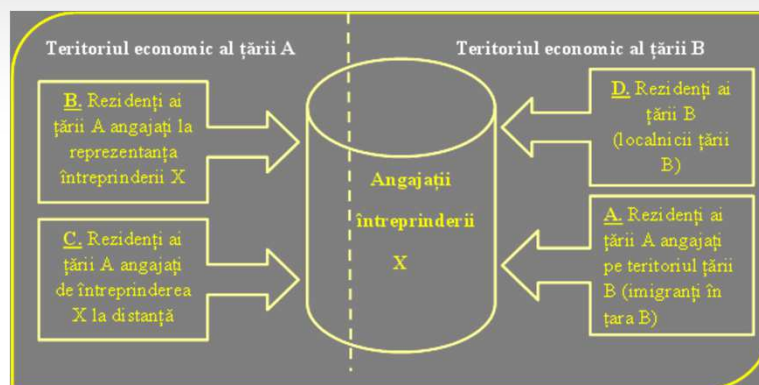 Teritoriul economic al țării A
Teritoriul economic al țării B
B. Rezidenți ai
țării A angajați la
reprezentanța
întreprinderii X
C. Rezidenți ai
țării A angajați
de întreprinderea
X la distanță
Angajații
întreprinderii
X
D. Rezidenți ai
țării B
(localnicii țării
B)
A. Rezidenți ai
țării A angajați
pe teritoriul țării
B (imigranți în
țara B)